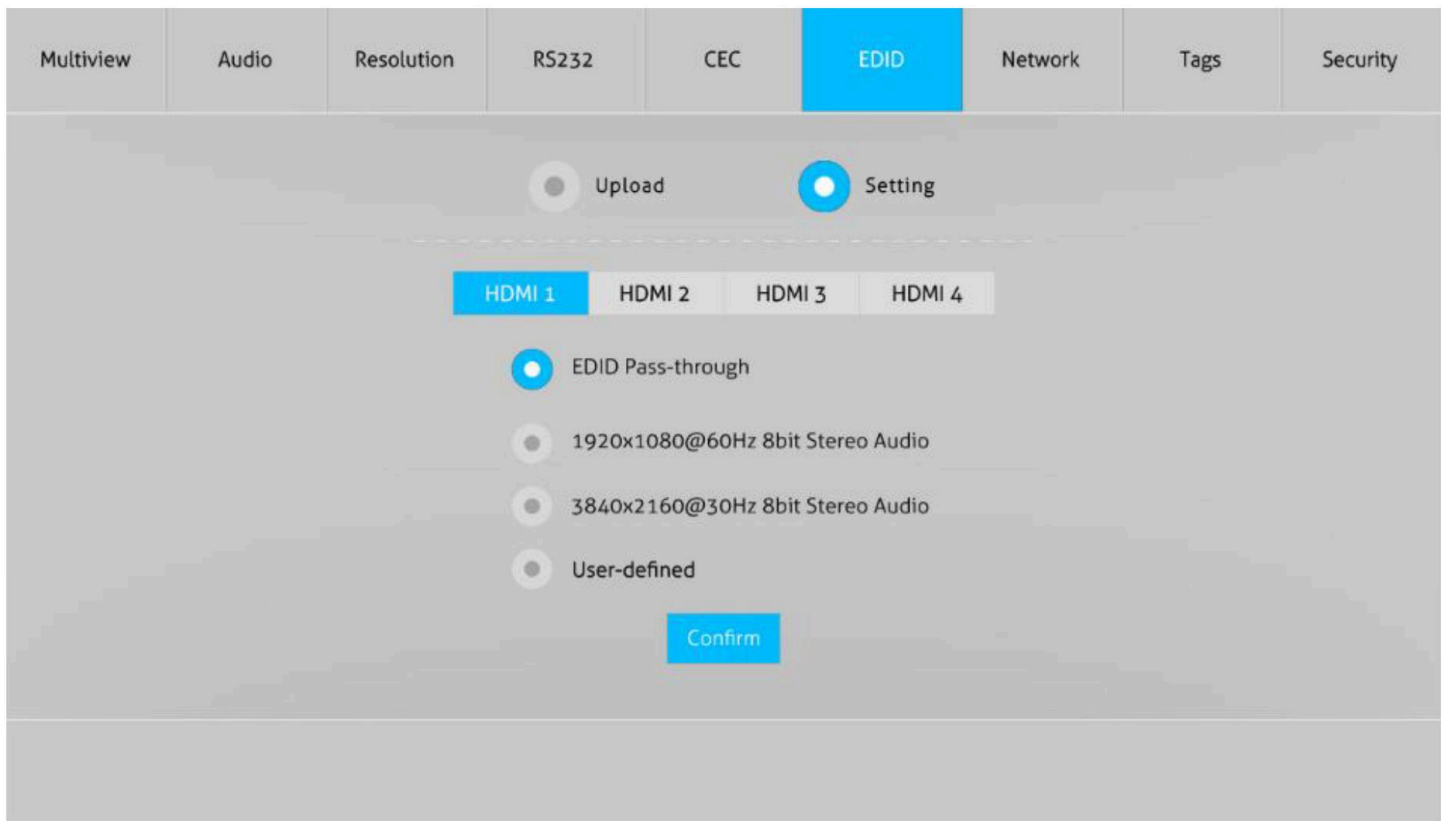 Multiview Audio Resolution RS232 CEC EDID Network Tags Security
Upload Setting
HDMI 1 HDMI 2 HDMI 3 HDMI 4
EDID Pass-through
1920x1080@60Hz 8bit Stereo Audio
3840x2160@30Hz 8bit Stereo Audio
User-defined
Confirm